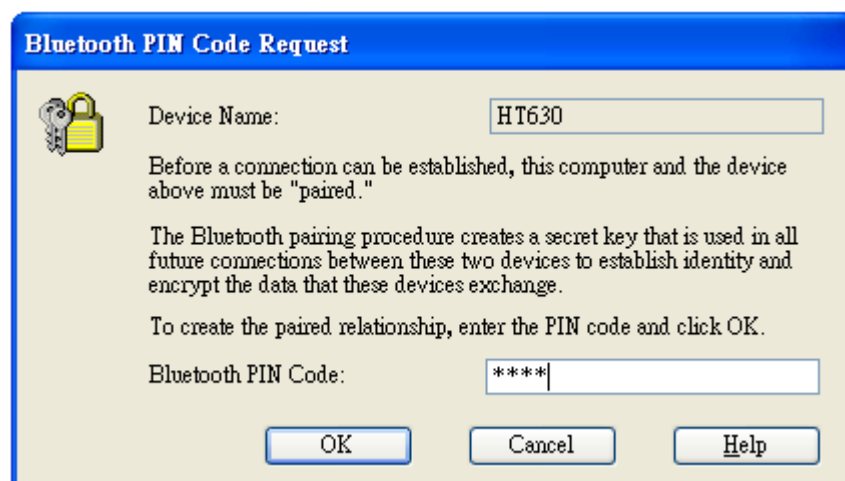 Bluetooth PIN Code Request
Device Name: HT630
Before a connection can be established, this computer and the device
above must be "paired."
The Bluetooth pairing procedure creates a secret key that is used in all
future connections between these two devices to establish identity and
encrypt the data that these devices exchange.
To create the paired relationship, enter the PIN code and click OK.
Bluetooth PIN Code: ****
OK Cancel Help